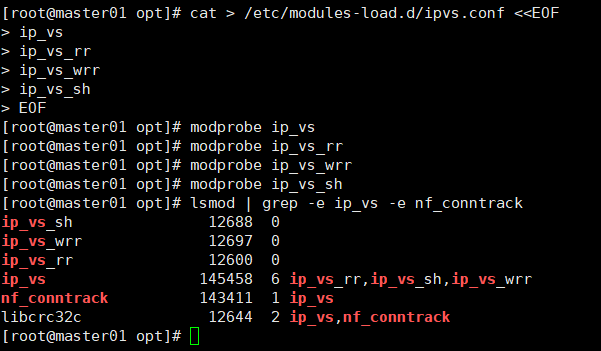 [root@master01 opt]# cat > /etc/modules-load.d/ipvs.conf <<EOF
> ip_vs
> ip_vs_rr
> ip_vs_wrr
> ip_vs_sh
> EOF
[root@master01 opt]# modprobe ip_vs
[root@master01 opt]# modprobe ip_vs_rr
[root@master01 opt]# modprobe ip_vs_wrr
[root@master01 opt]# modprobe ip_vs_sh
[root@master01 opt]# lsmod | grep -e ip_vs -e nf_conntrack
ip_vs_sh               12688  0
ip_vs_wrr              12697  0
ip_vs_rr               12600  0
ip_vs                 145458  6 ip_vs_rr,ip_vs_sh,ip_vs_wrr
nf_conntrack          143411  1 ip_vs
libcrc32c              12644  2 ip_vs,nf_conntrack
[root@master01 opt]#